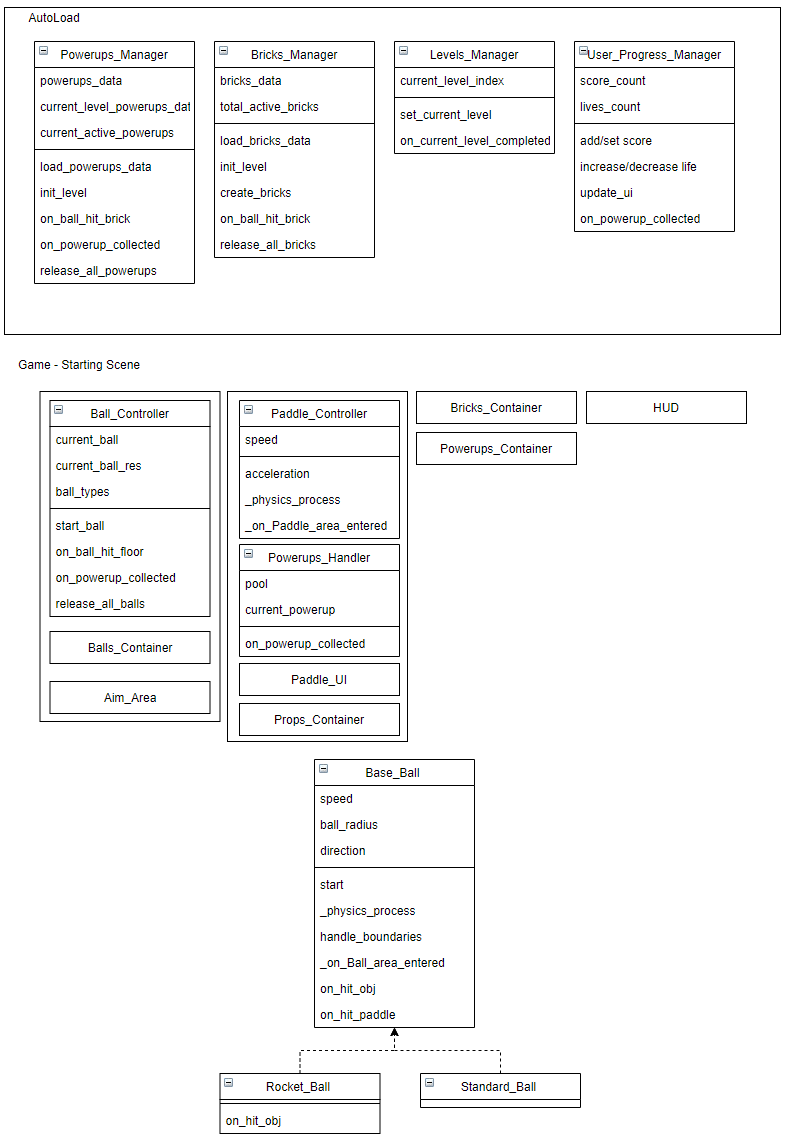 AutoLoad
Powerups_Manager
powerups_data
current_level_powerups_dat
current_active_powerups
load_powerups_data
init_level
on_ball_hit_brick
on_powerup_collected
release_all_powerups
Bricks_Manager
bricks_data
total_active_bricks
load_bricks_data
init_level
create_bricks
on_ball_hit_brick
release_all_bricks
Levels_Manager
current_level_index
set_current_level
on_current_level_completed
User_Progress_Manager
score_count
lives_count
add/set score
increase/decrease life
update_ui
on_powerup_collected
Game - Starting Scene
Ball_Controller
current_ball
current_ball_res
ball_types
start_ball
on_ball_hit_floor
on_powerup_collected
release_all_balls
Balls_Container
Aim_Area
Paddle_Controller
speed
acceleration
_physics_process
_on_Paddle_area_entered
Powerups_Handler
pool
current_powerup
on_powerup_collected
Paddle_UI
Props_Container
Bricks_Container
HUD
Powerups_Container
Base_Ball
speed
ball_radius
direction
start
_physics_process
handle_boundaries
_on_Ball_area_entered
on_hit_obj
on_hit_paddle
Rocket_Ball
on_hit_obj
Standard_Ball